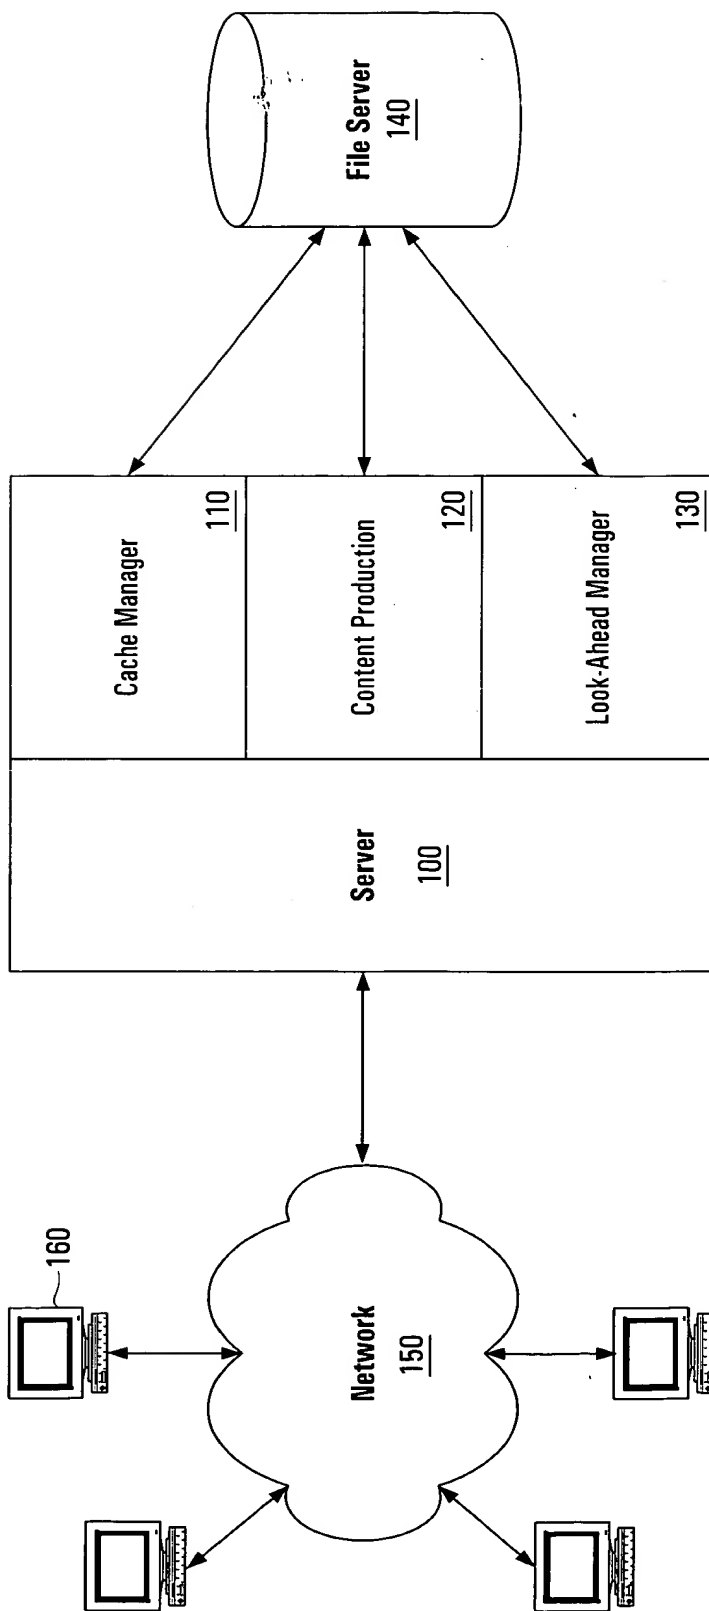 160
Network
150
Server
100
Cache Manager
110
Content Production
120
Look-Ahead Manager
130
File Server
140